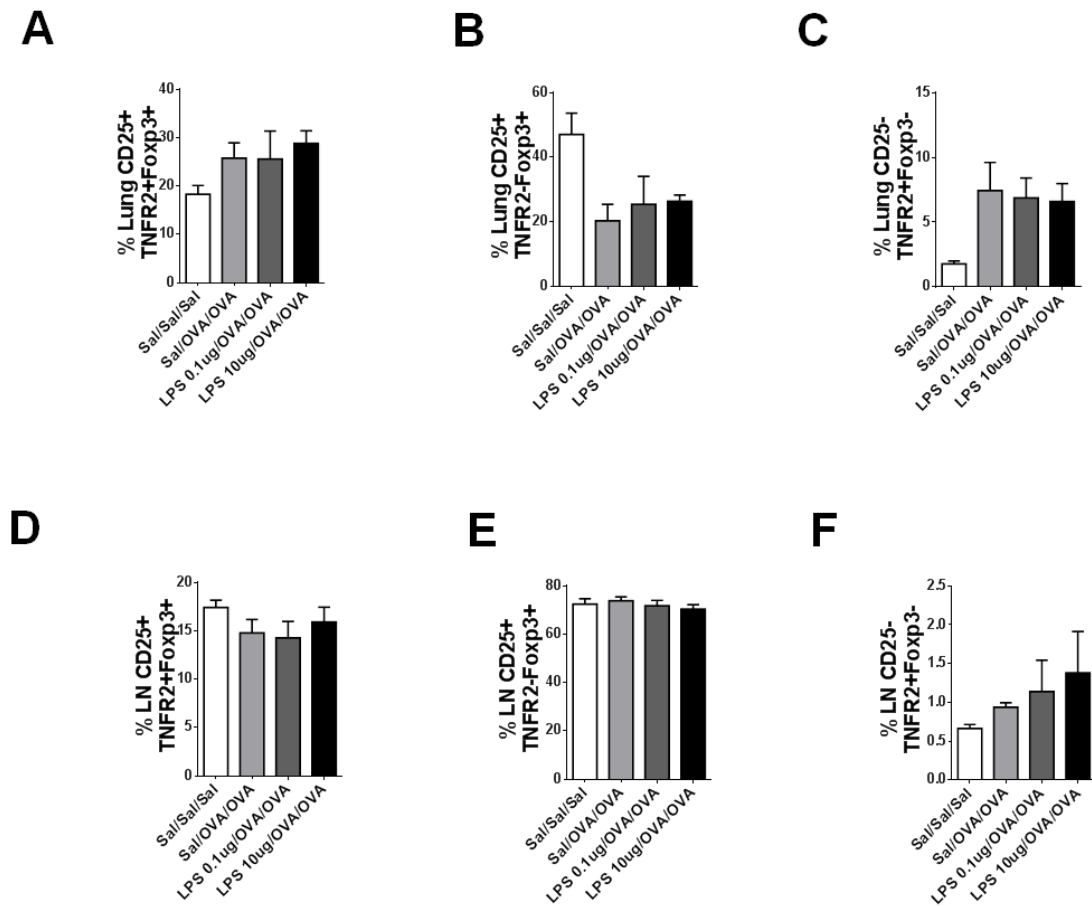 A
% Lung CD25+
TNFR2+Foxp3+
40
30
20
10
0
Sal/Sal/Sal
Sal/OVA/OVA
LPS 0.1ug/OVA/OVA
LPS 10ug/OVA/OVA
B
% Lung CD25+
TNFR2-Foxp3+
60
40
20
0
Sal/Sal/Sal
Sal/OVA/OVA
LPS 0.1ug/OVA/OVA
LPS 10ug/OVA/OVA
C
% Lung CD25-
TNFR2+Foxp3-
15
10
5
0
Sal/Sal/Sal
Sal/OVA/OVA
LPS 0.1ug/OVA/OVA
LPS 10ug/OVA/OVA
D
% LN CD25+
TNFR2+Foxp3+
20
15
10
5
0
Sal/Sal/Sal
Sal/OVA/OVA
LPS 0.1ug/OVA/OVA
LPS 10ug/OVA/OVA
E
% LN CD25+
TNFR2-Foxp3+
80
60
40
20
0
Sal/Sal/Sal
Sal/OVA/OVA
LPS 0.1ug/OVA/OVA
LPS 10ug/OVA/OVA
F
% LN CD25-
TNFR2+Foxp3-
2.5
2.0
1.5
1.0
0.5
0.0
Sal/Sal/Sal
Sal/OVA/OVA
LPS 0.1ug/OVA/OVA
LPS 10ug/OVA/OVA